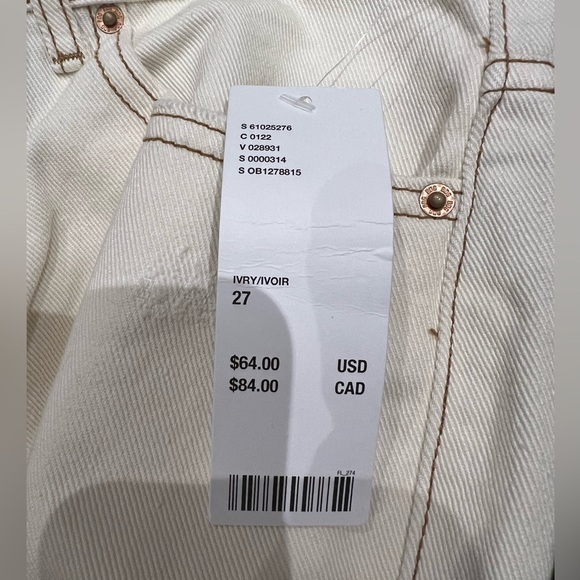 S 61025276
C 0122
V 028931
S 0000314
S OB1278815
IVRY/IVOIR
27
$64.00 USD
$84.00 CAD
FL_274